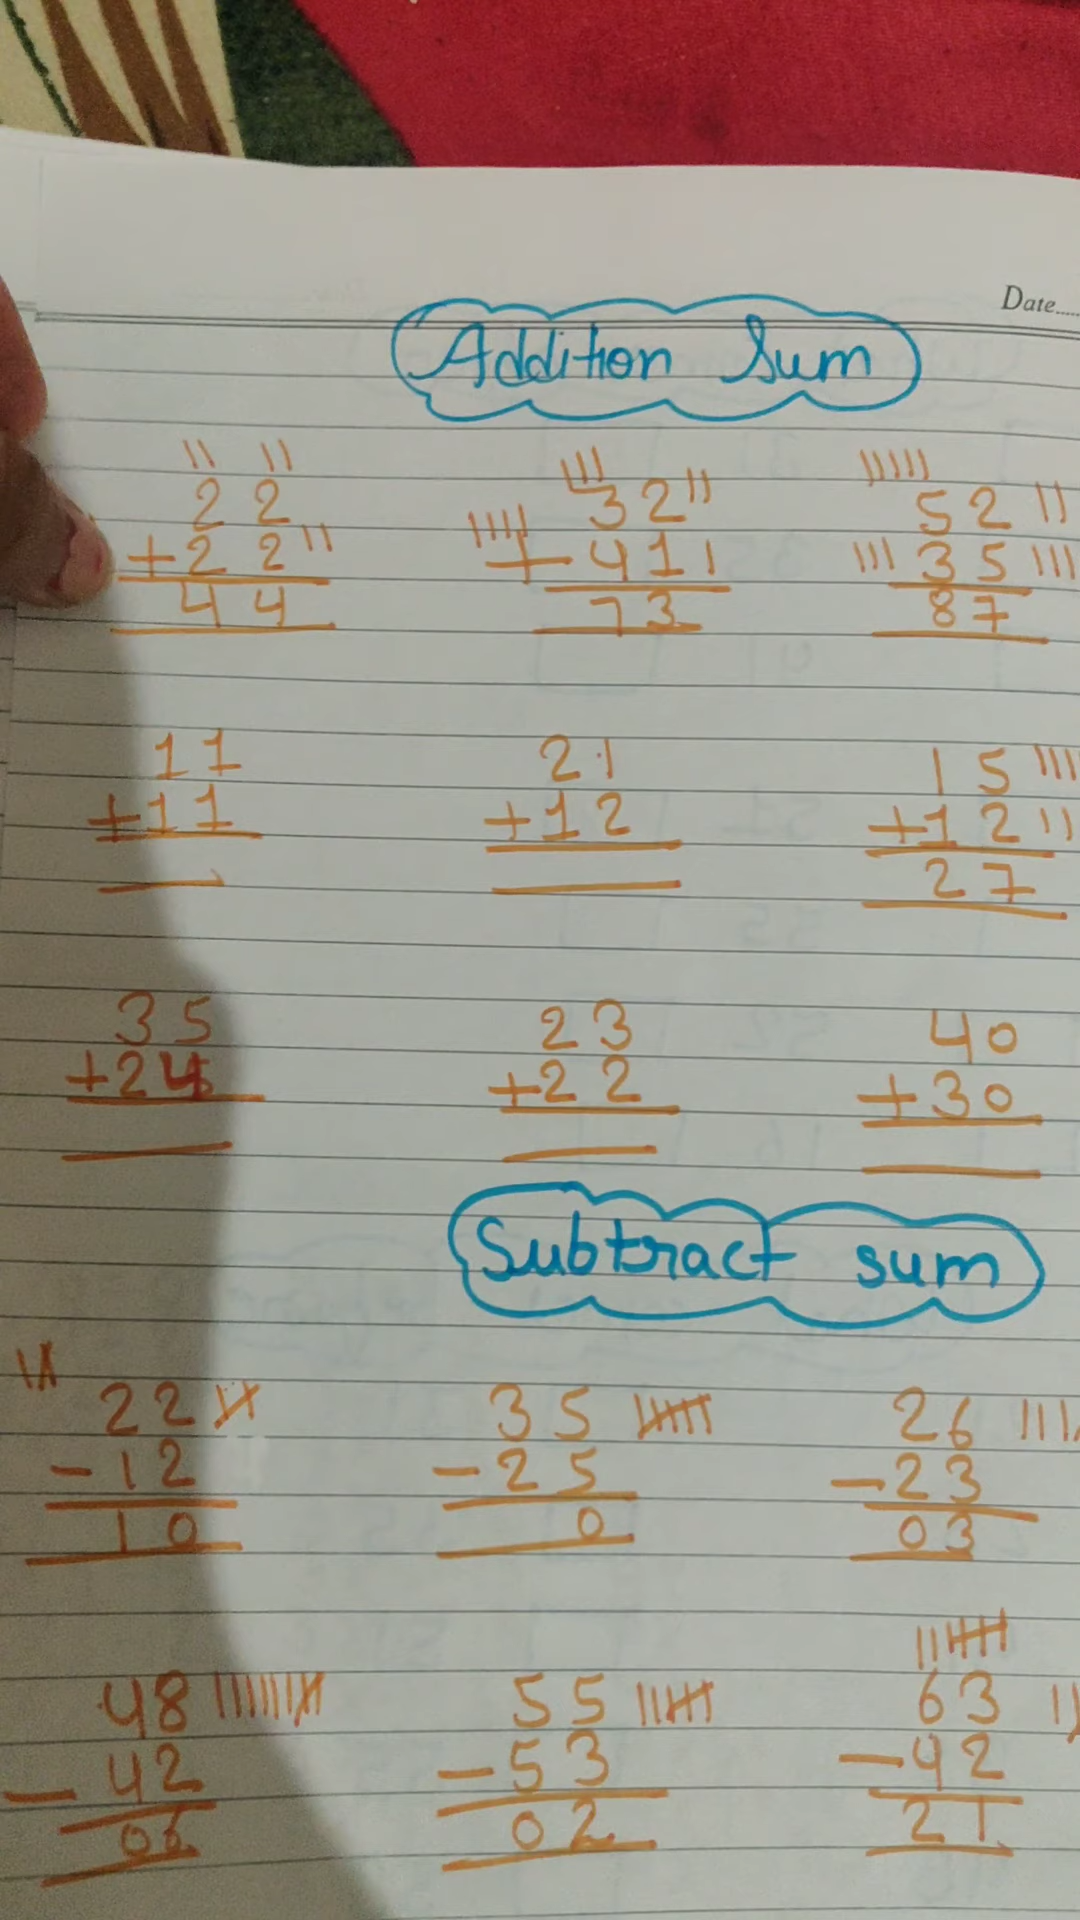 Date.....
Addition Sum
22 32 52
+22 +41 35
44 73 87
11 21 15
+11 +12 +12
27
35 23 40
+24 +22 +30
Subtract sum
22 35 26
-12 -25 -23
10 0 03
48 55 63
-42 -53 -42
06 02 21